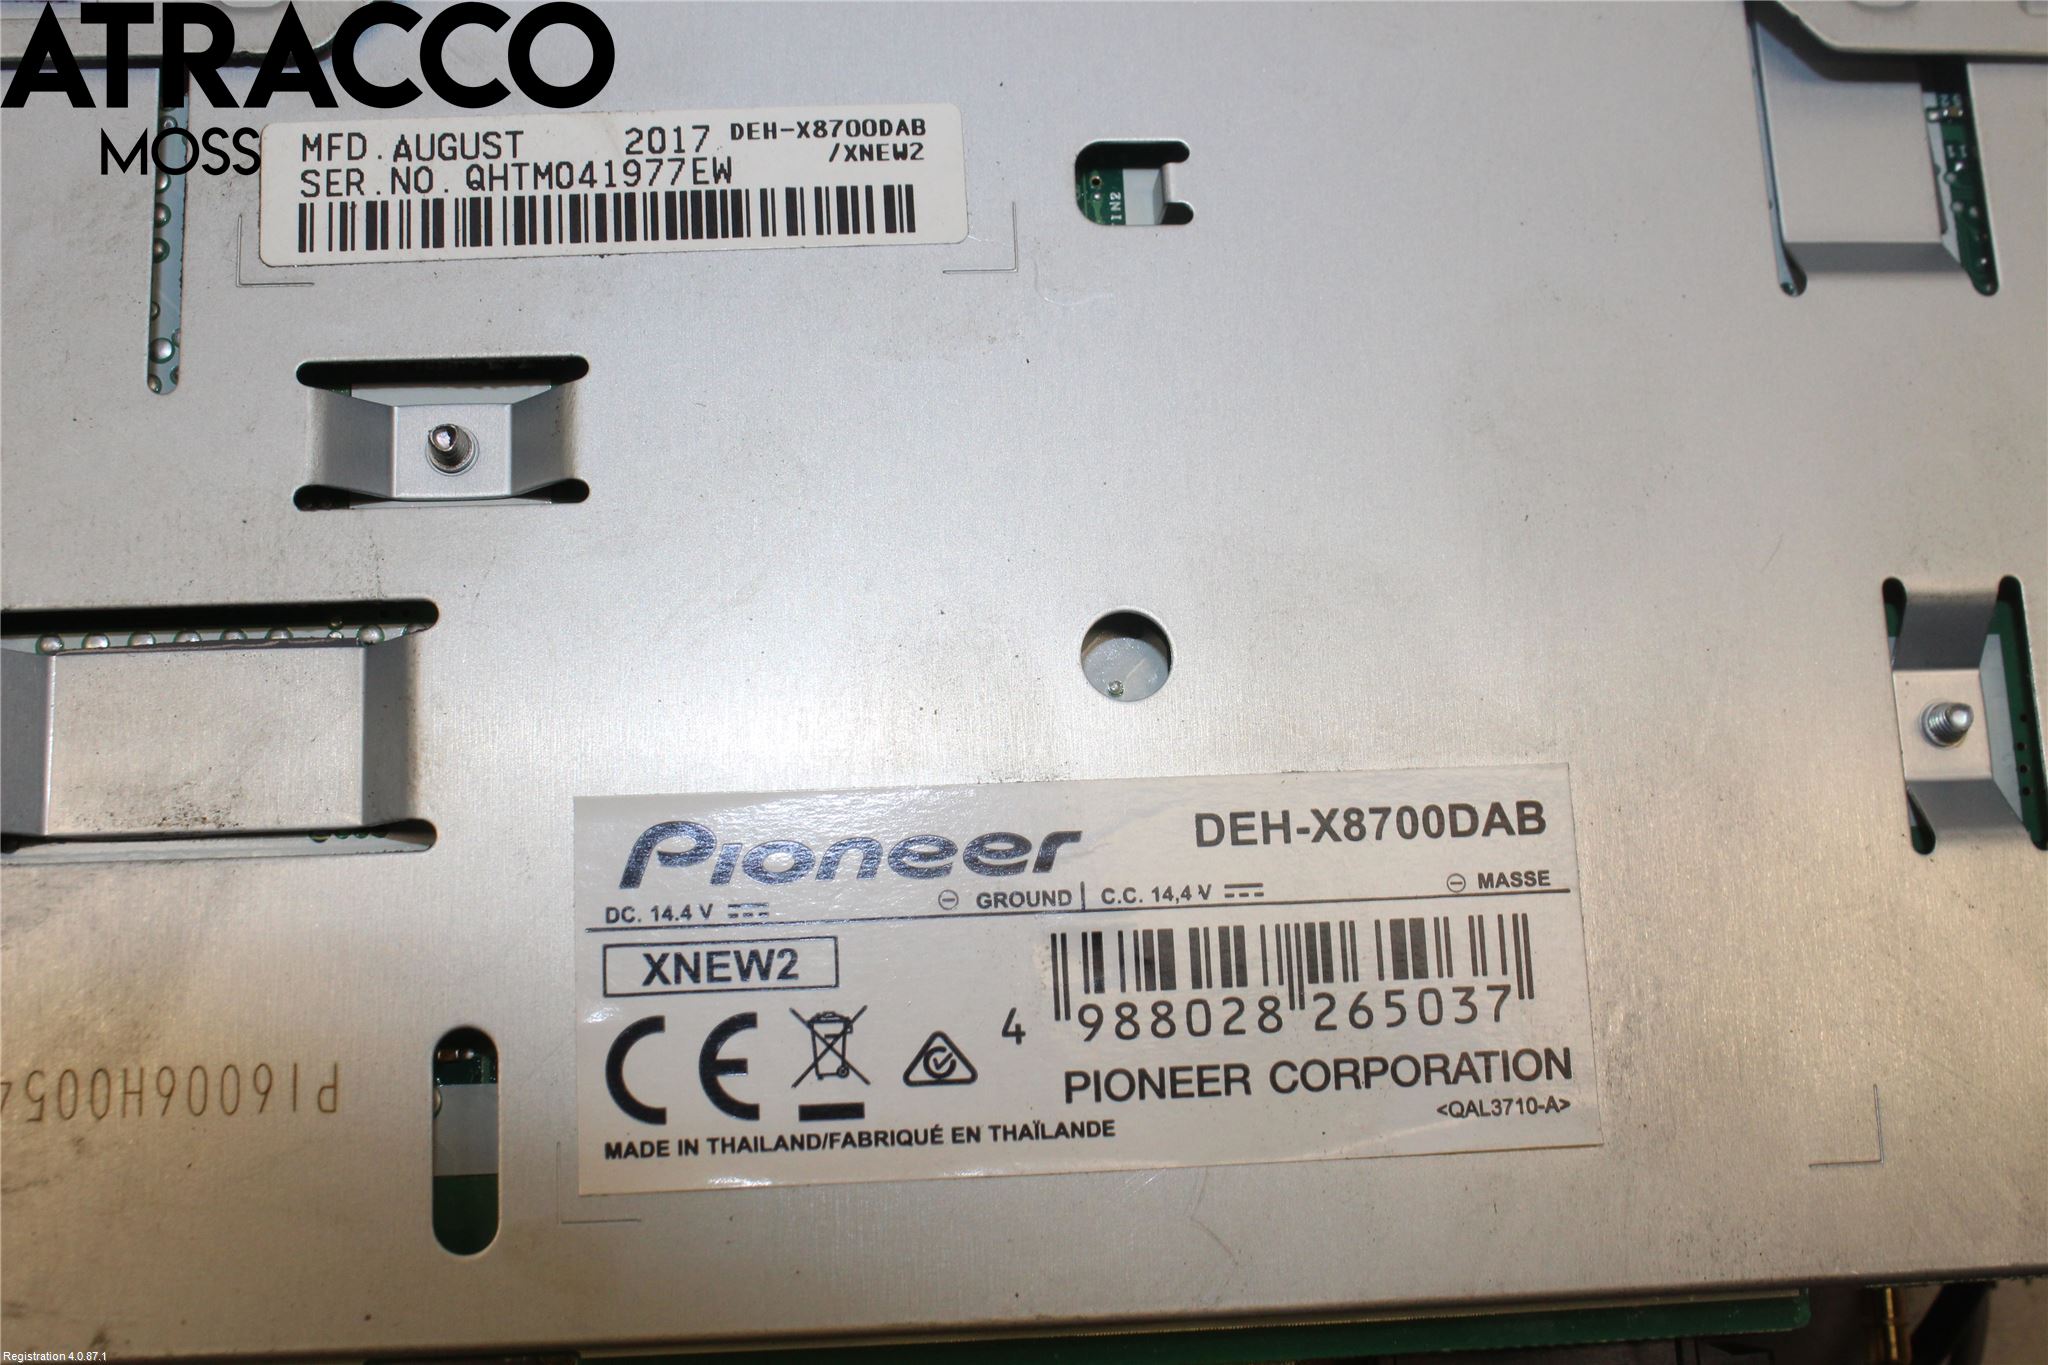 ATRACCO
MOSS
MFD. AUGUST 2017 DEH-X8700DAB
/XNEW2
SER.NO. QHTM041977EW
IN2
Pioneer DEH-X8700DAB
DC. 14.4 V ⊖ GROUND | C.C. 14,4 V ⊖ MASSE
XNEW2
CE
4 988028 265037
PIONEER CORPORATION
<QAL3710-A>
MADE IN THAILAND/FABRIQUÉ EN THAÏLANDE
P16006H0054
Registration 4.0.87.1